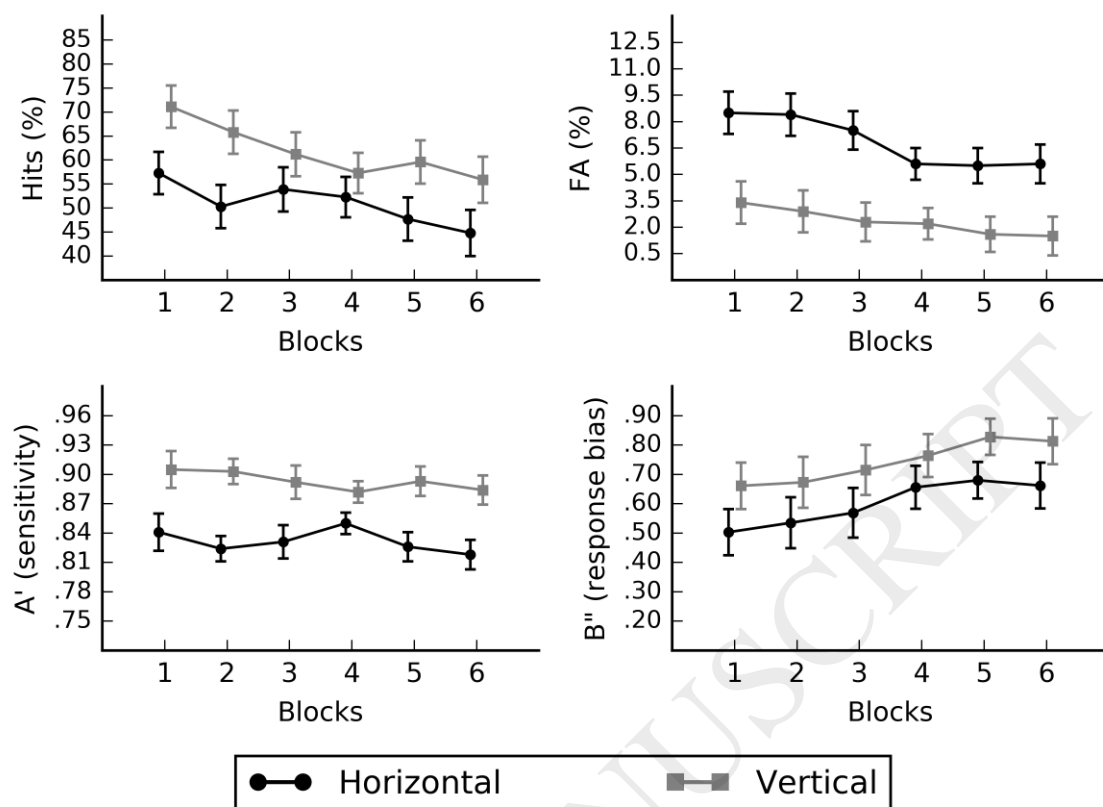 Hits (%)
85
80
75
70
65
60
55
50
45
40
1 2 3 4 5 6
Blocks
FA (%)
12.5
11.0
9.5
8.0
6.5
5.0
3.5
2.0
0.5
1 2 3 4 5 6
Blocks
A' (sensitivity)
.96
.93
.90
.87
.84
.81
.78
.75
1 2 3 4 5 6
Blocks
B" (response bias)
.90
.80
.70
.60
.50
.40
.30
.20
1 2 3 4 5 6
Blocks
Horizontal Vertical
NUSCRIPT